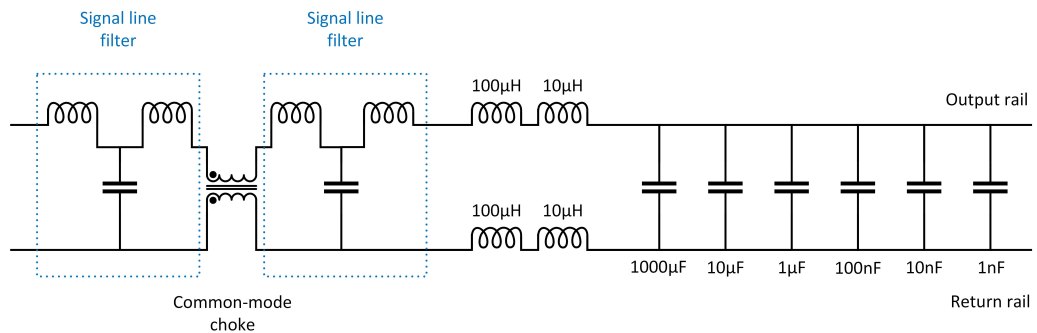 Signal line
filter
Signal line
filter
100µH
10µH
Output rail
100µH
10µH
1000µF
10µF
1µF
100nF
10nF
1nF
Common-mode
choke
Return rail